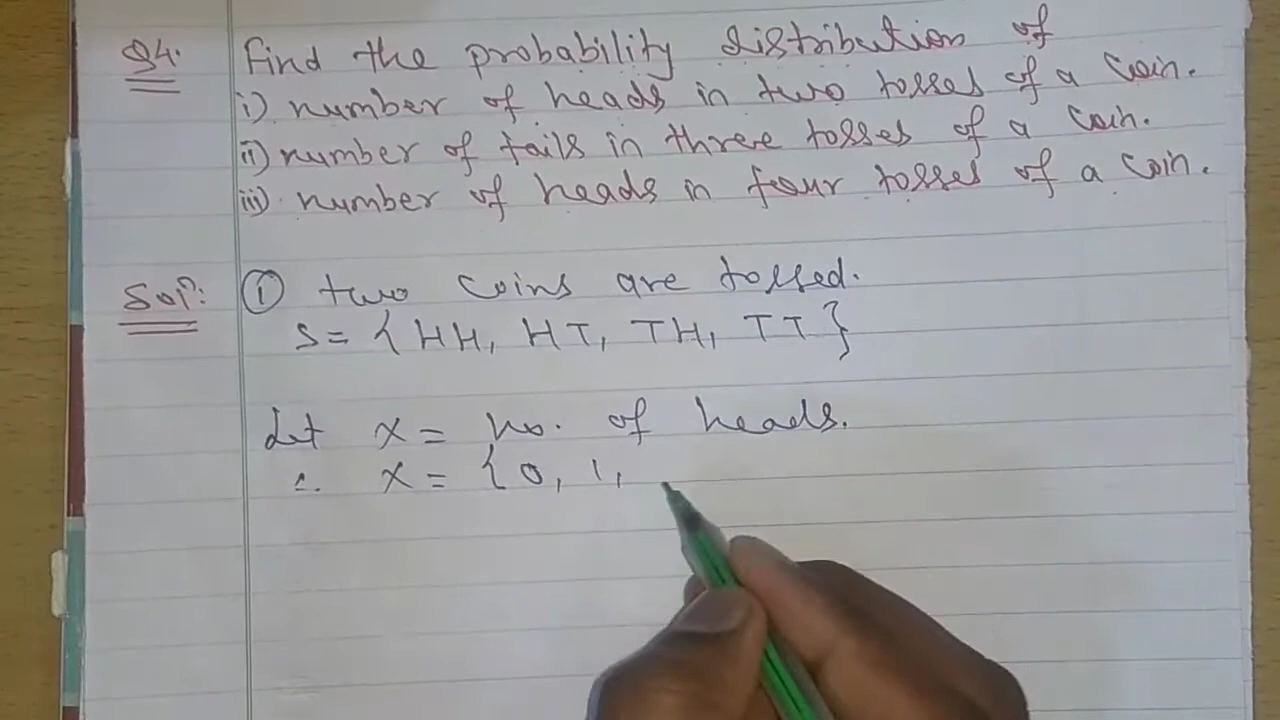 Q4. Find the probability distribution of
i) number of heads in two tosses of a coin.
ii) number of tails in three tosses of a coin.
iii) number of heads in four tosses of a coin.
Solⁿ: ① two coins are tossed.
S = { HH, HT, TH, TT }
Let X = no. of heads.
∴ X = { 0, 1,